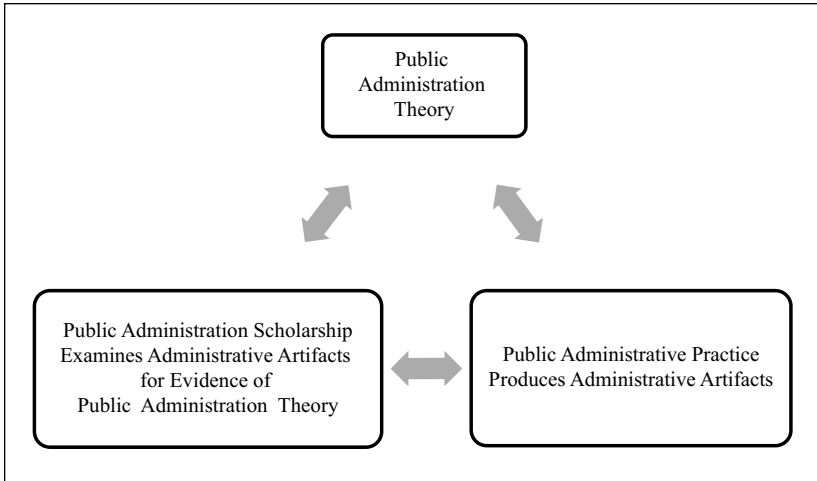 Public
Administration
Theory
Public Administration Scholarship
Examines Administrative Artifacts
for Evidence of
Public Administration Theory
Public Administrative Practice
Produces Administrative Artifacts